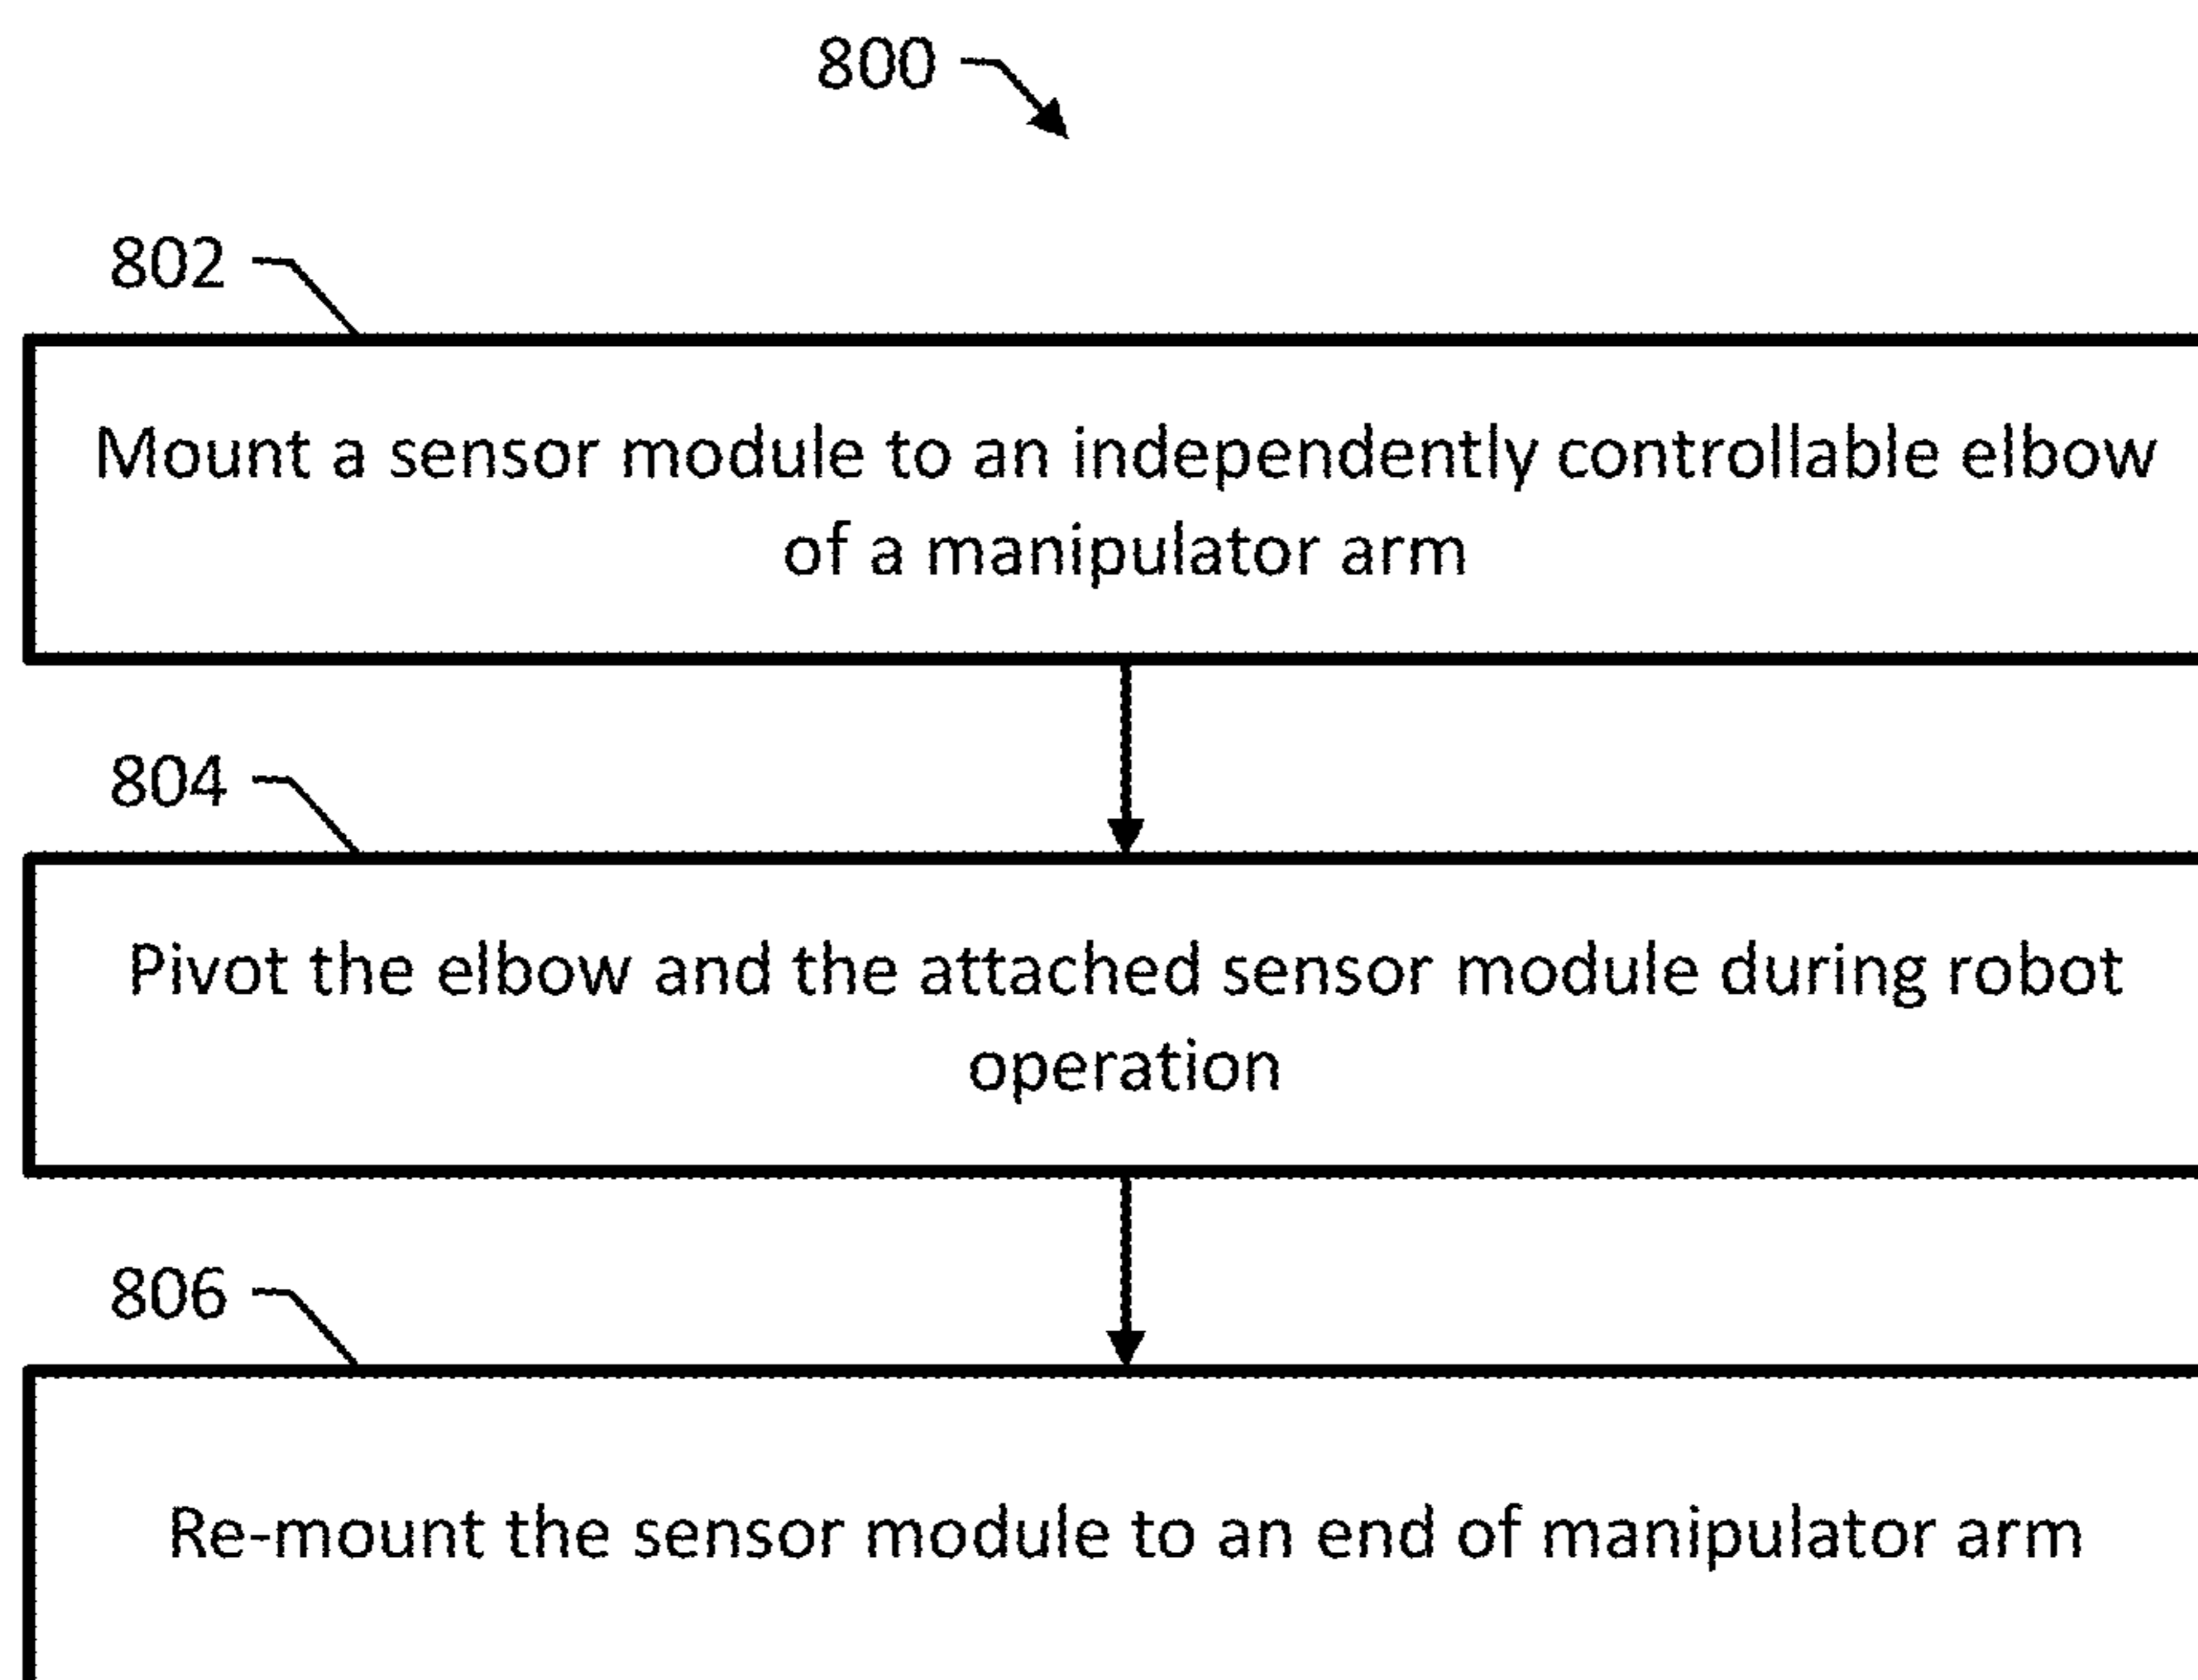 800
802
Mount a sensor module to an independently controllable elbow
of a manipulator arm
804
Pivot the elbow and the attached sensor module during robot
operation
806
Re-mount the sensor module to an end of manipulator arm